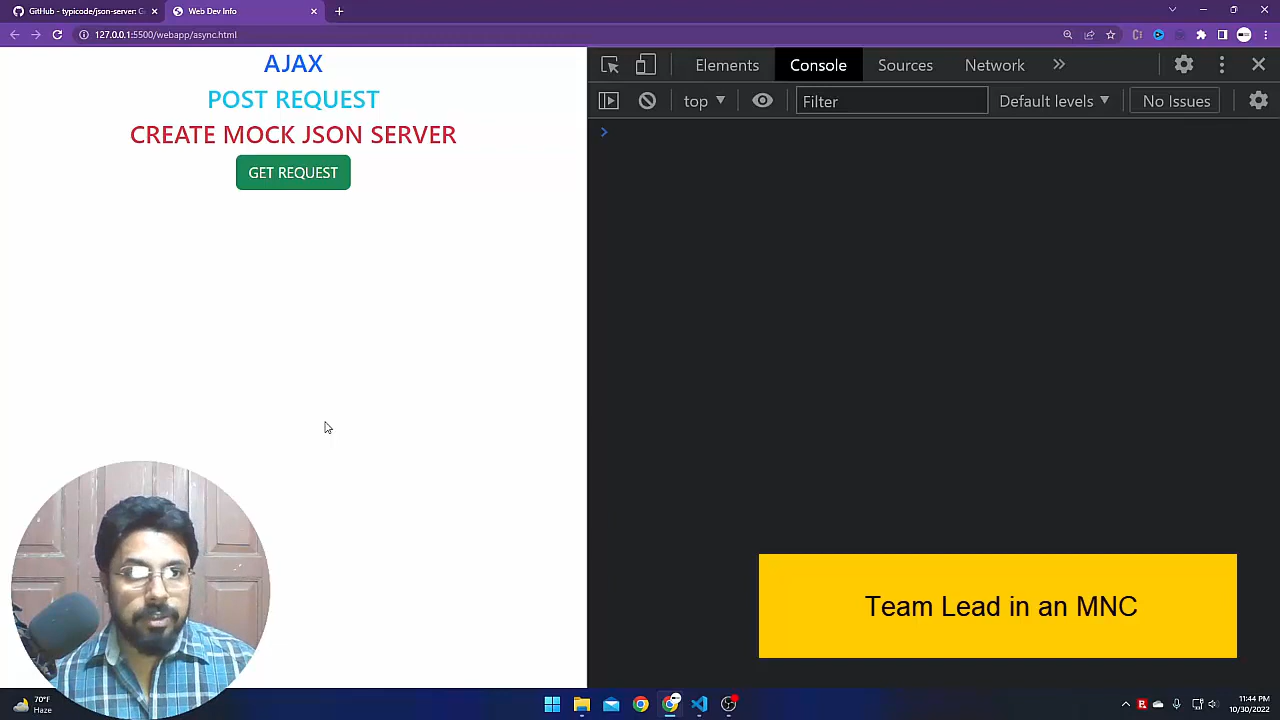 GitHub - typicode/json-server: G
Web Dev Info
127.0.0.1:5500/webapp/async.html
AJAX
POST REQUEST
CREATE MOCK JSON SERVER
GET REQUEST
Elements
Console
Sources
Network
top
Filter
Default levels
No Issues
Team Lead in an MNC
70°F
Haze
11:44 PM
10/30/2022